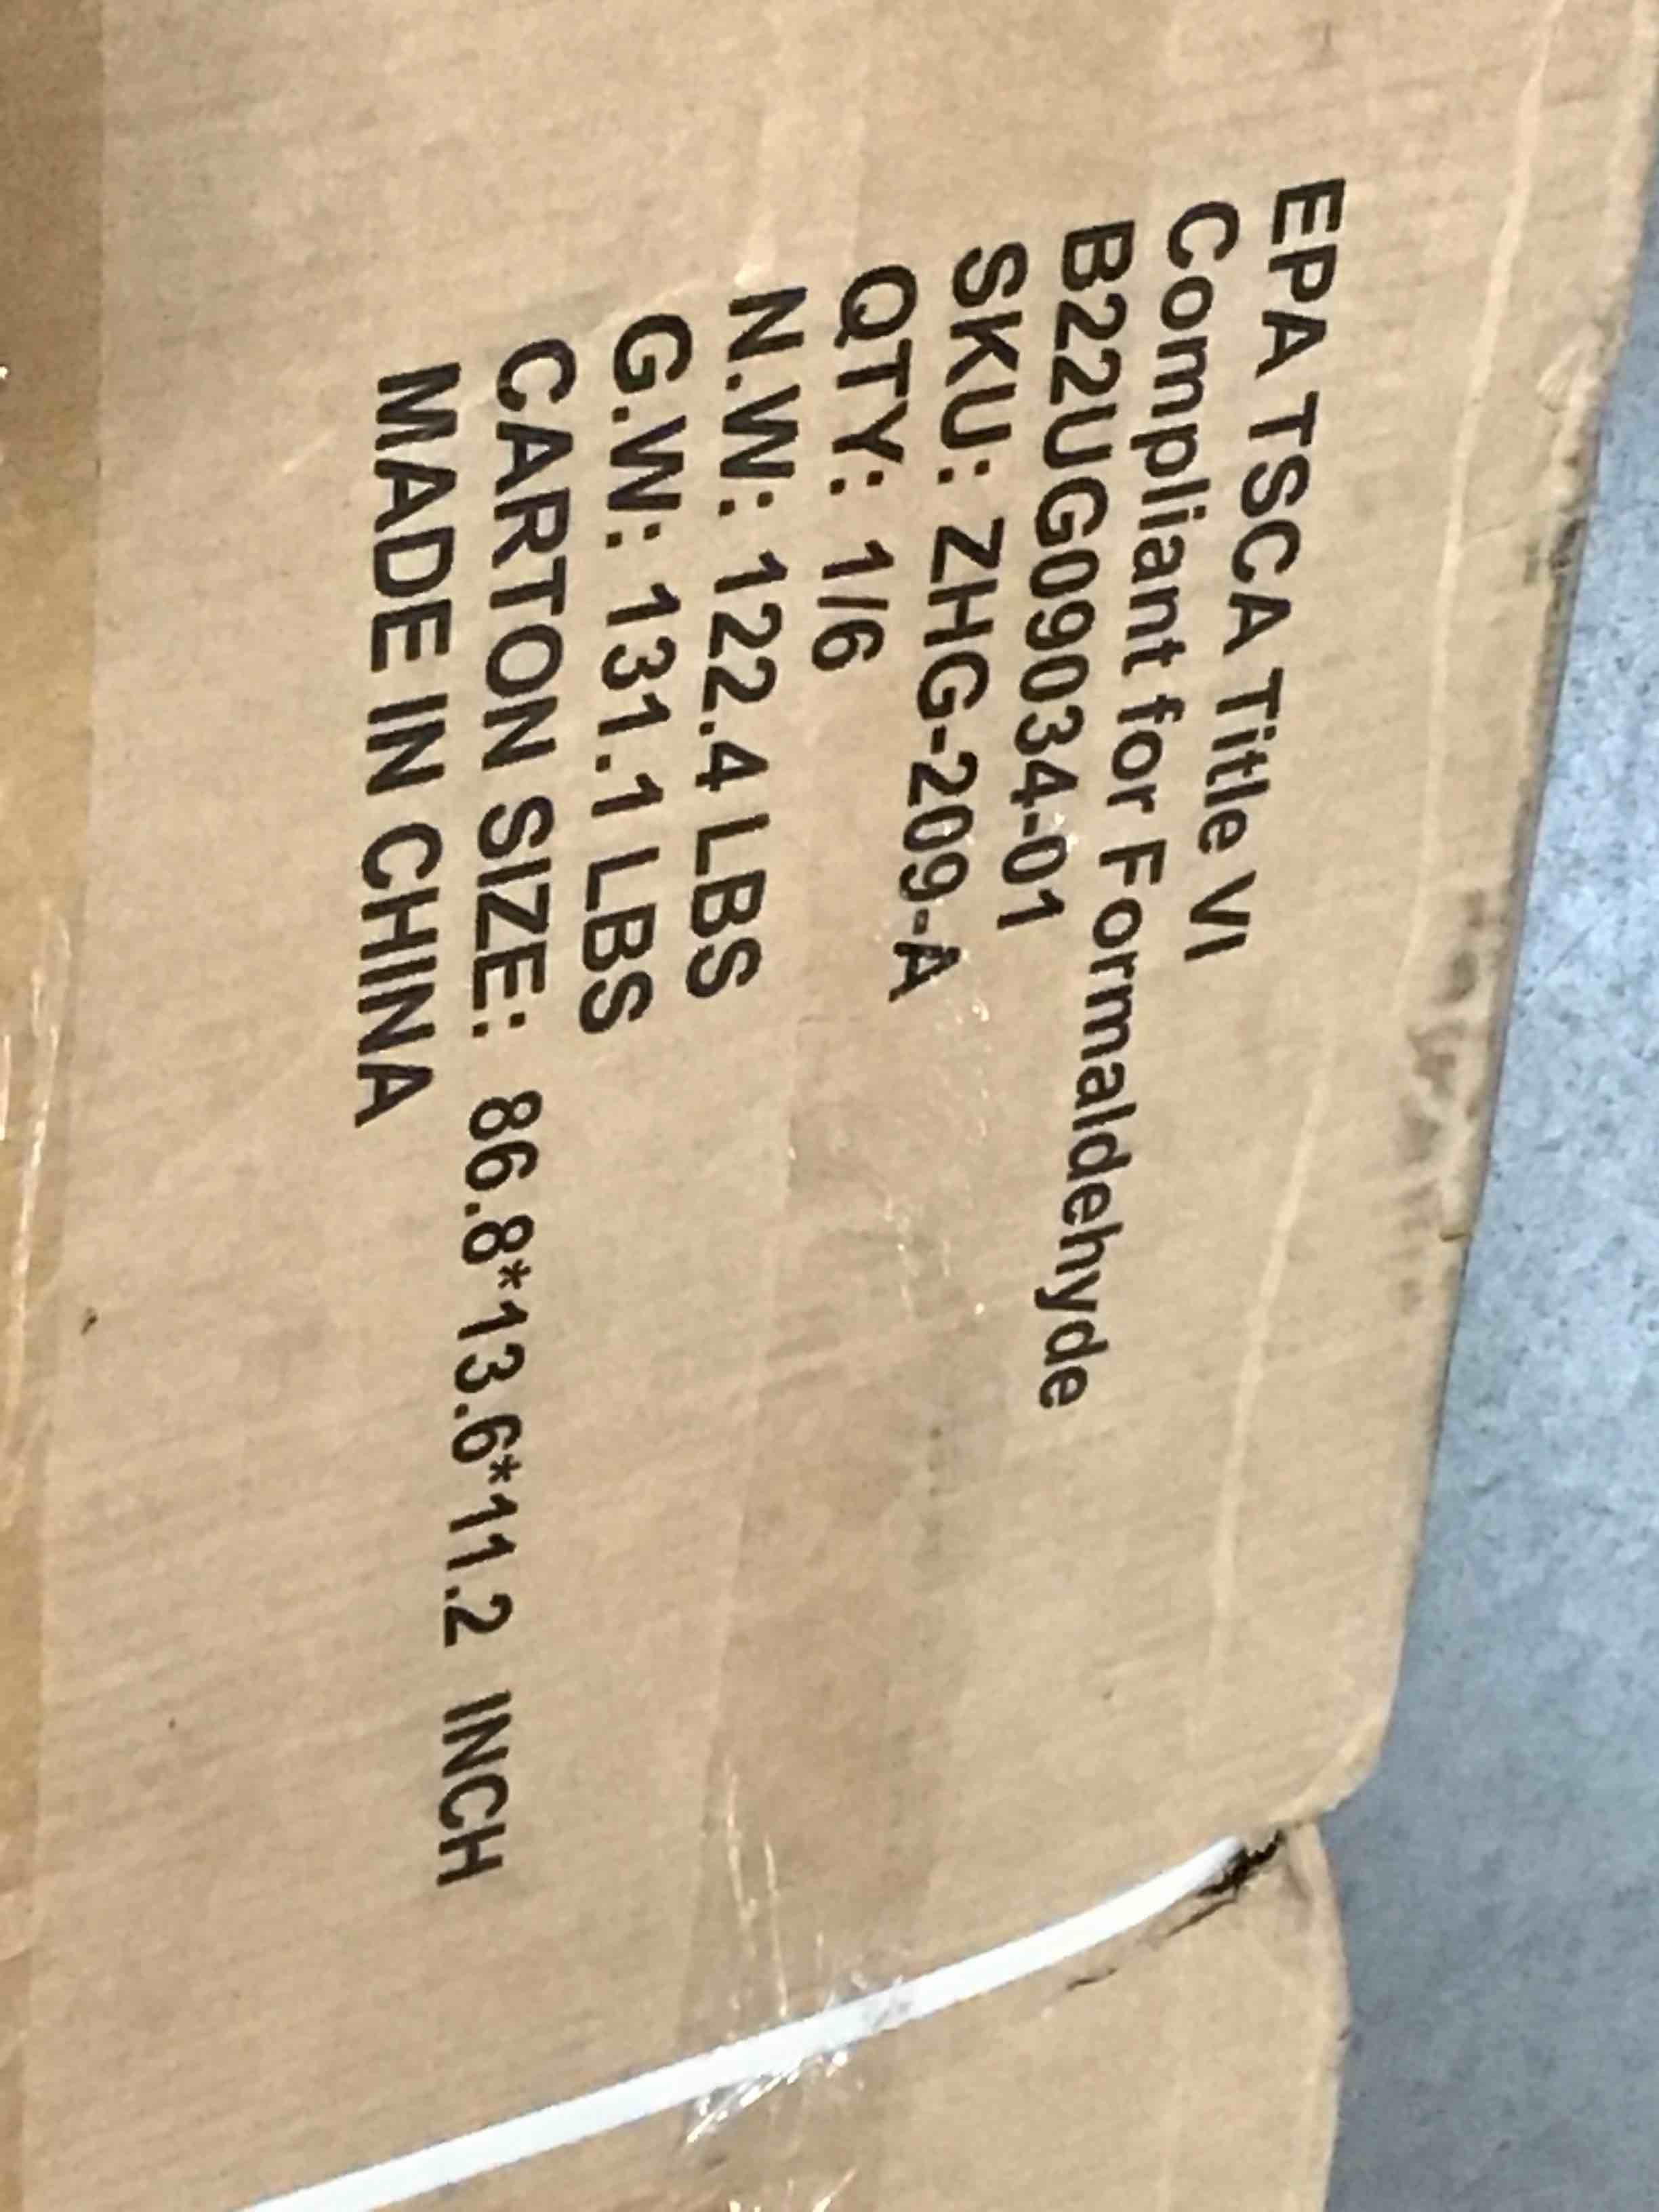 EPA TSCA Title VI
Compliant for Formaldehyde
B22UG09034-01
SKU: ZHG-209-A
QTY: 1/6
N.W: 122.4 LBS
G.W: 131.1 LBS
CARTON SIZE: 86.8*13.6*11.2 INCH
MADE IN CHINA